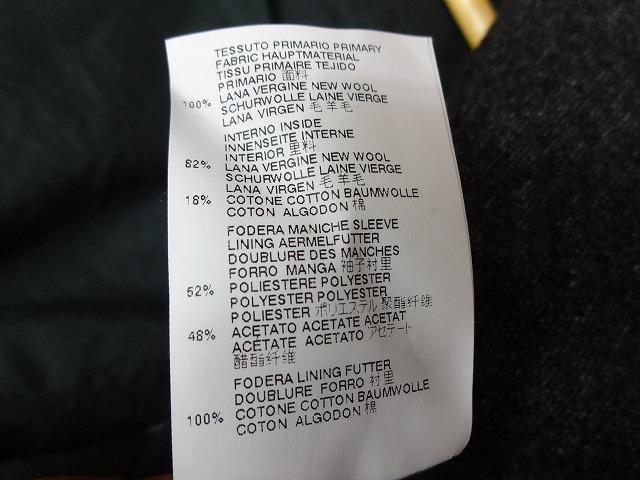 TESSUTO PRIMARIO PRIMARY
FABRIC HAUPTMATERIAL
TISSU PRIMAIRE TEJIDO
PRIMARIO 面料
100% LANA VERGINE NEW WOOL
SCHURWOLLE LAINE VIERGE
LANA VIRGEN 毛 羊毛
INTERNO INSIDE
INNENSEITE INTERNE
INTERIOR 里料
82% LANA VERGINE NEW WOOL
SCHURWOLLE LAINE VIERGE
LANA VIRGEN 毛 羊毛
18% COTONE COTTON BAUMWOLLE
COTON ALGODON 棉
FODERA MANICHE SLEEVE
LINING AERMELFUTTER
DOUBLURE DES MANCHES
FORRO MANGA 袖子衬里
52% POLIESTERE POLYESTER
POLYESTER POLYESTER
POLIESTER ポリエステル 聚酯纤维
48% ACETATO ACETATE ACETAT
ACÉTATE ACETATO アセテート
醋酯纤维
FODERA LINING FUTTER
DOUBLURE FORRO 衬里
100% COTONE COTTON BAUMWOLLE
COTON ALGODON 棉